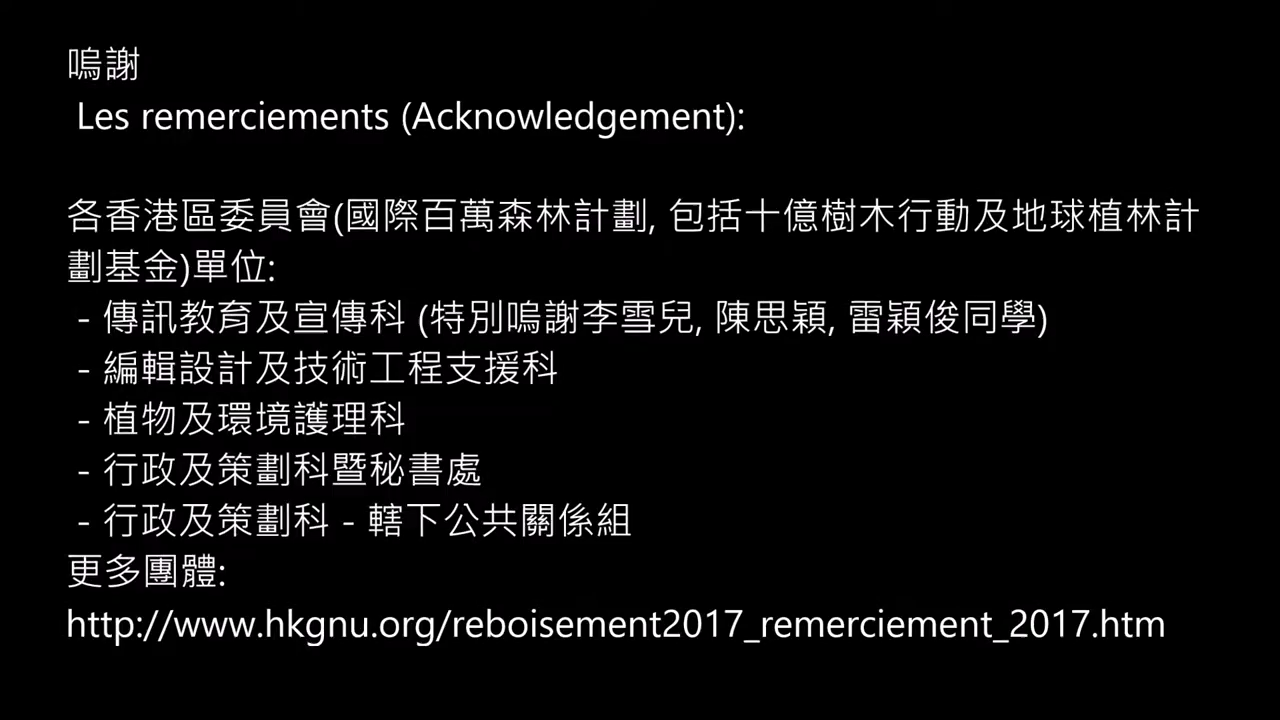 嗚謝
Les remerciements (Acknowledgement):
各香港區委員會(國際百萬森林計劃, 包括十億樹木行動及地球植林計
劃基金)單位:
- 傳訊教育及宣傳科 (特別嗚謝李雪兒, 陳思穎, 雷穎俊同學)
- 編輯設計及技術工程支援科
- 植物及環境護理科
- 行政及策劃科暨秘書處
- 行政及策劃科 - 轄下公共關係組
更多團體:
http://www.hkgnu.org/reboisement2017_remerciement_2017.htm